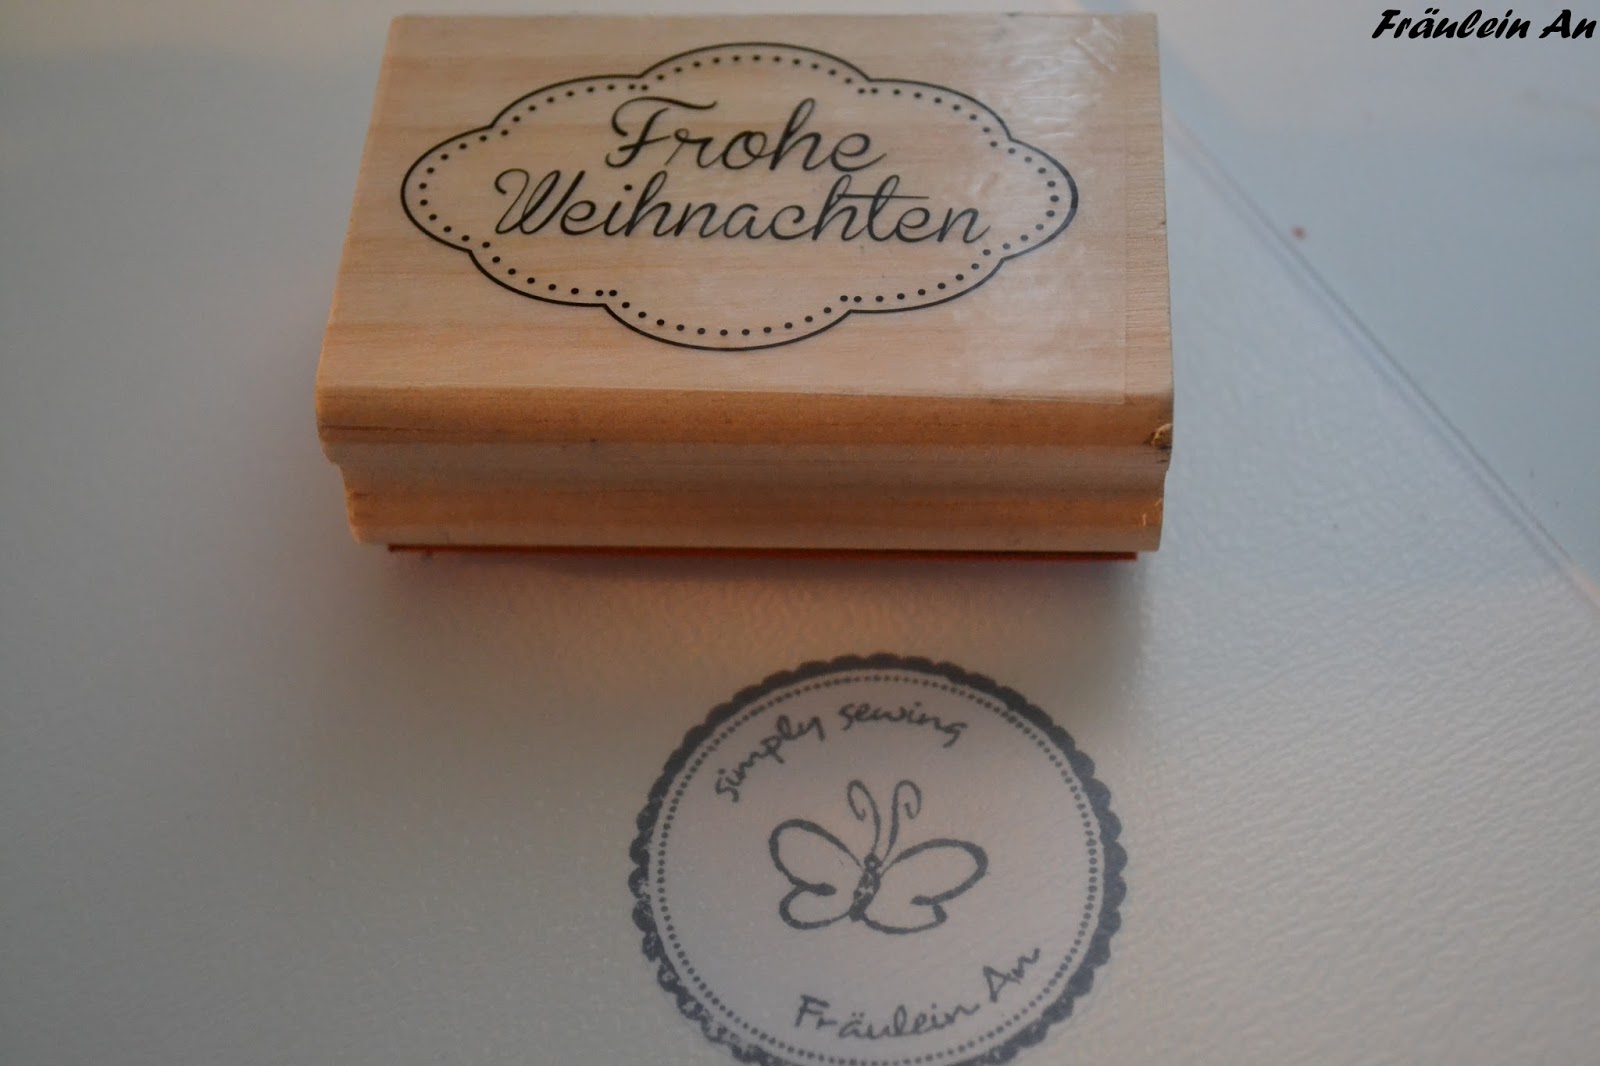 Fräulein An
Frohe
Weihnachten
simply sewing
Fräulein An